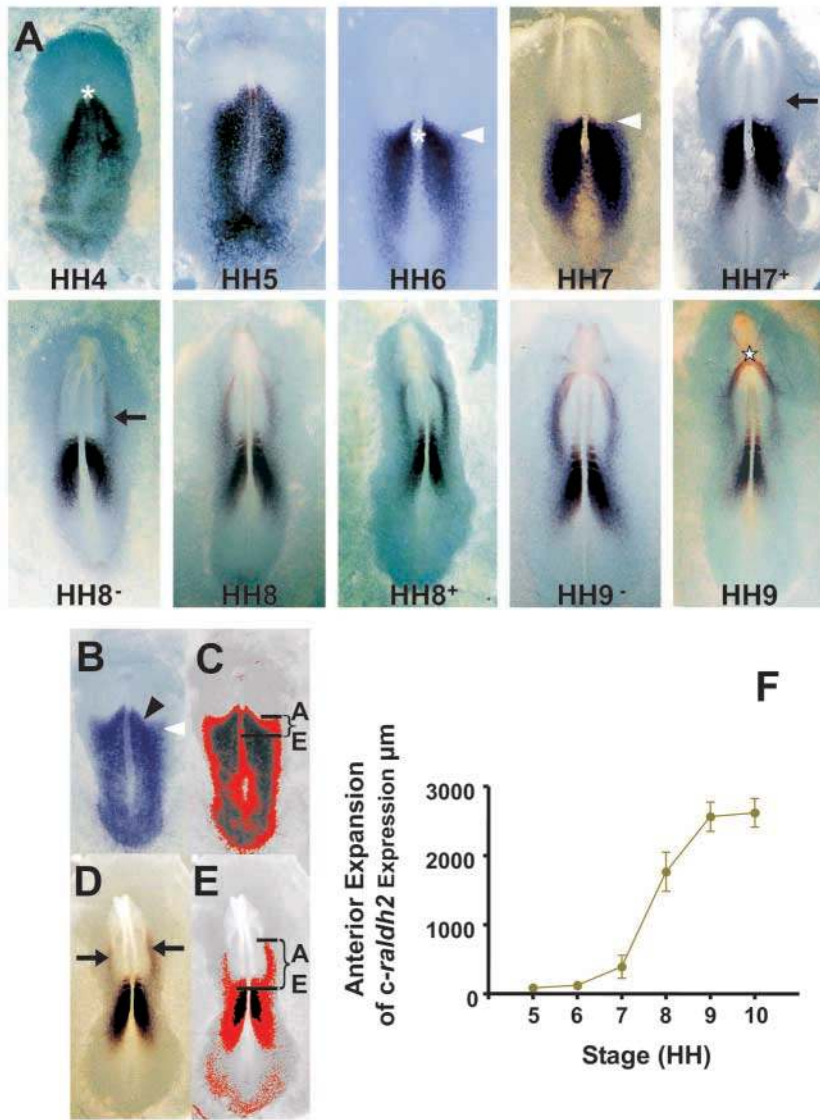 A
HH4
HH5
HH6
HH7
HH7+
HH8-
HH8
HH8+
HH9-
HH9
B
C
A
E
D
E
A
E
F
Anterior Expansion
of c-raldh2 Expression µm
3000
2000
1000
0
5 6 7 8 9 10
Stage (HH)